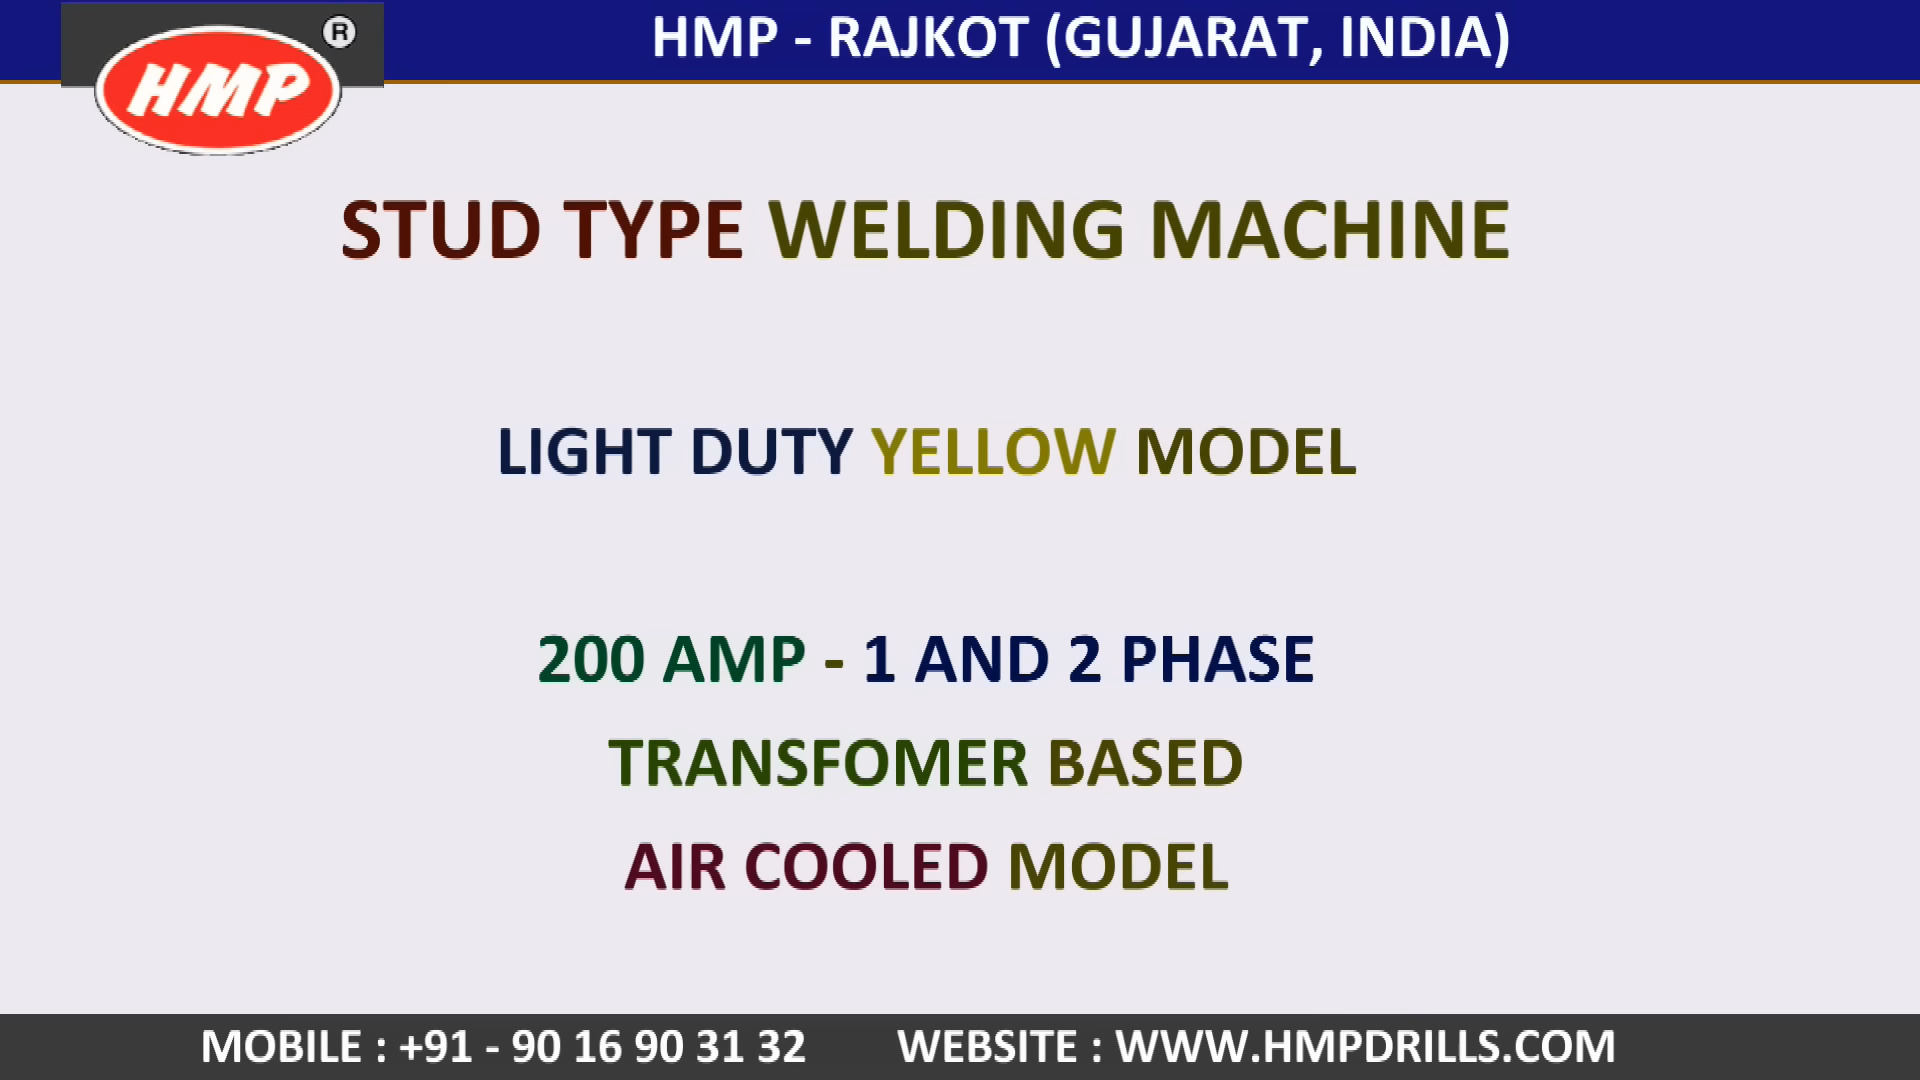 HMP - RAJKOT (GUJARAT, INDIA)
HMP ®
STUD TYPE WELDING MACHINE
LIGHT DUTY YELLOW MODEL
200 AMP - 1 AND 2 PHASE
TRANSFOMER BASED
AIR COOLED MODEL
MOBILE : +91 - 90 16 90 31 32 WEBSITE : WWW.HMPDRILLS.COM